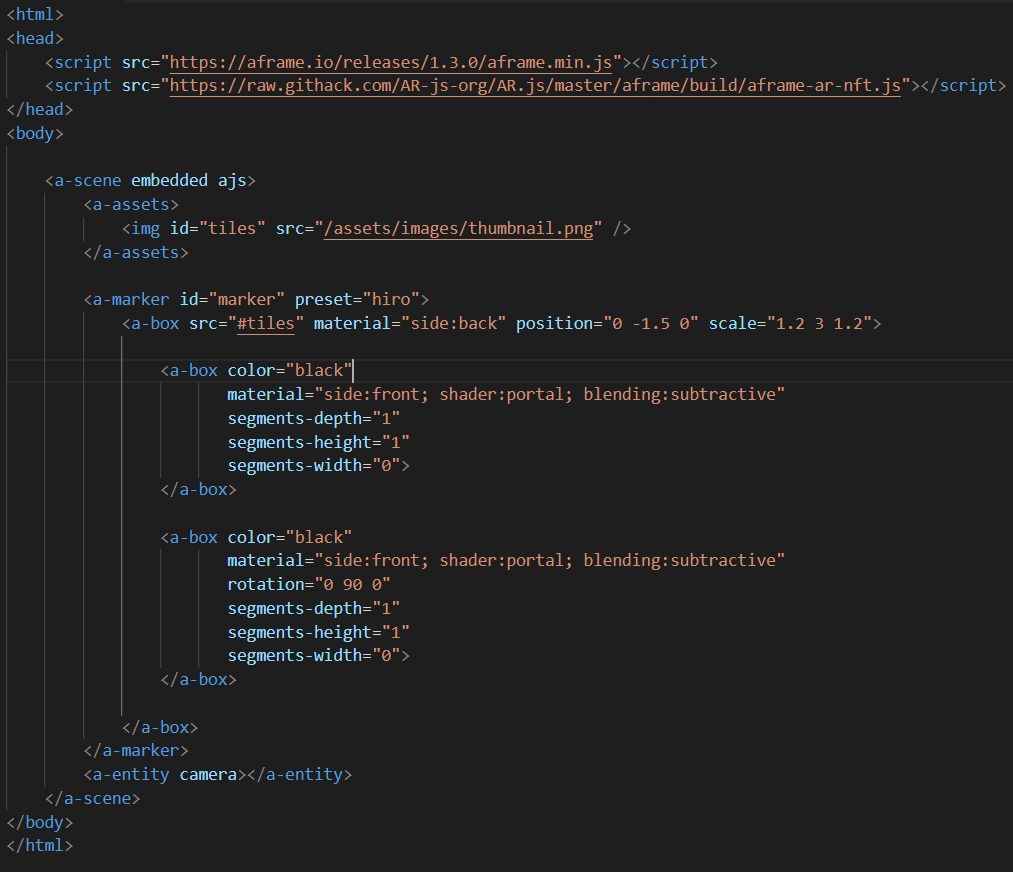 <html>
<head>
    <script src="https://aframe.io/releases/1.3.0/aframe.min.js"></script>
    <script src="https://raw.githack.com/AR-js-org/AR.js/master/aframe/build/aframe-ar-nft.js"></script>
</head>
<body>

    <a-scene embedded ajs>
        <a-assets>
            <img id="tiles" src="/assets/images/thumbnail.png" />
        </a-assets>

        <a-marker id="marker" preset="hiro">
            <a-box src="#tiles" material="side:back" position="0 -1.5 0" scale="1.2 3 1.2">

                <a-box color="black"
                       material="side:front; shader:portal; blending:subtractive"
                       segments-depth="1"
                       segments-height="1"
                       segments-width="0">
                </a-box>

                <a-box color="black"
                       material="side:front; shader:portal; blending:subtractive"
                       rotation="0 90 0"
                       segments-depth="1"
                       segments-height="1"
                       segments-width="0">
                </a-box>

            </a-box>
        </a-marker>
        <a-entity camera></a-entity>
    </a-scene>
</body>
</html>